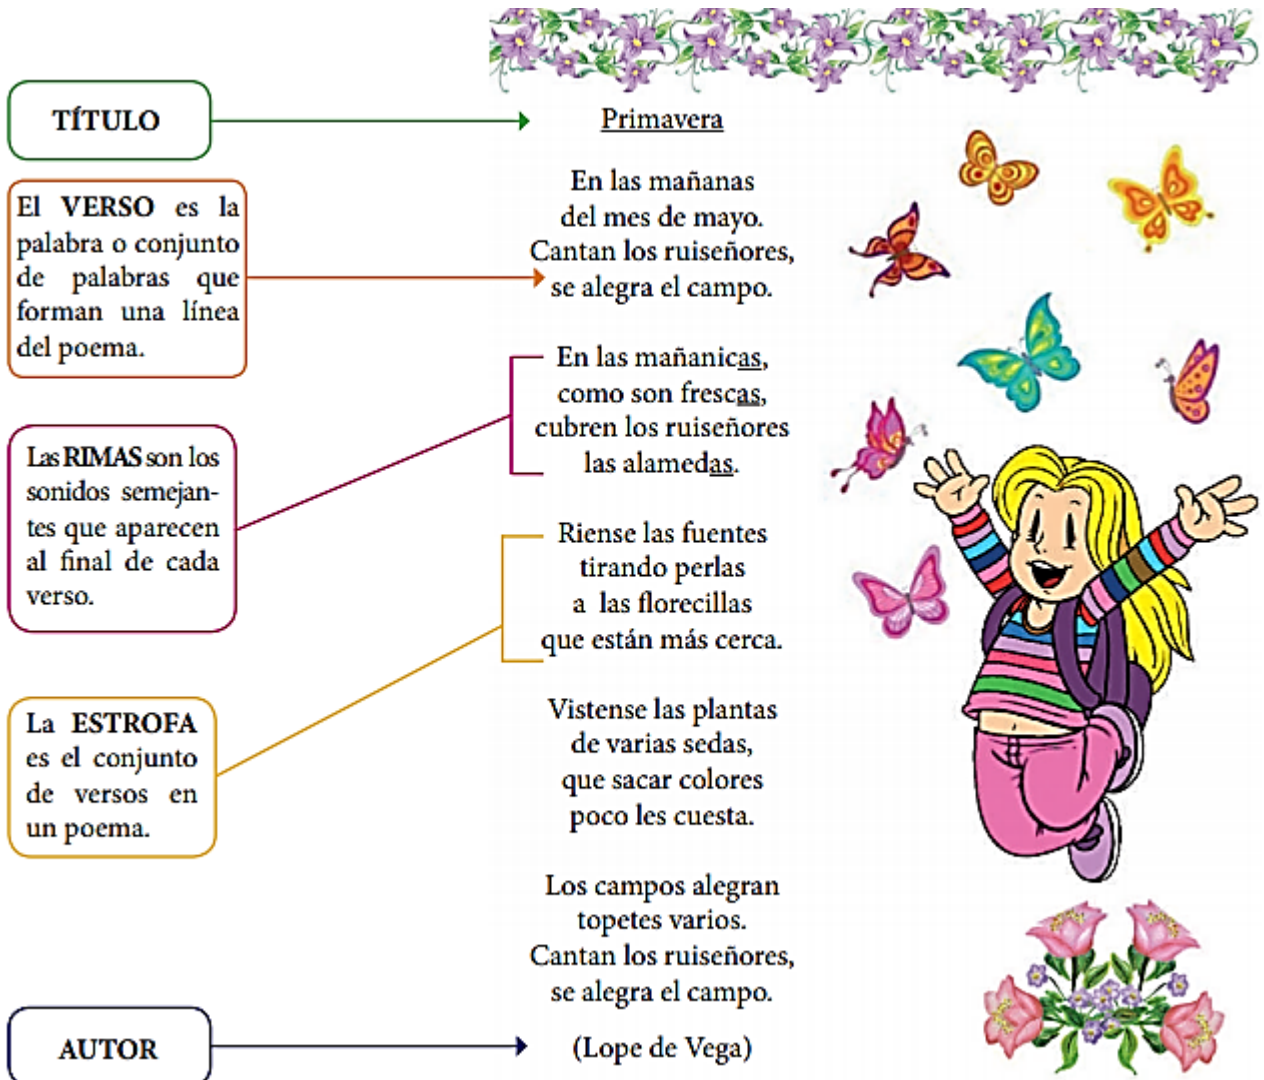 TÍTULO
Primavera
El VERSO es la
palabra o conjunto
de palabras que
forman una línea
del poema.
En las mañanas
del mes de mayo.
Cantan los ruiseñores,
se alegra el campo.
Las RIMAS son los
sonidos semejan-
tes que aparecen
al final de cada
verso.
En las mañanicas,
como son frescas,
cubren los ruiseñores
las alamedas.
La ESTROFA
es el conjunto
de versos en
un poema.
Riense las fuentes
tirando perlas
a las florecillas
que están más cerca.
Vistense las plantas
de varias sedas,
que sacar colores
poco les cuesta.
Los campos alegran
topetes varios.
Cantan los ruiseñores,
se alegra el campo.
AUTOR
(Lope de Vega)